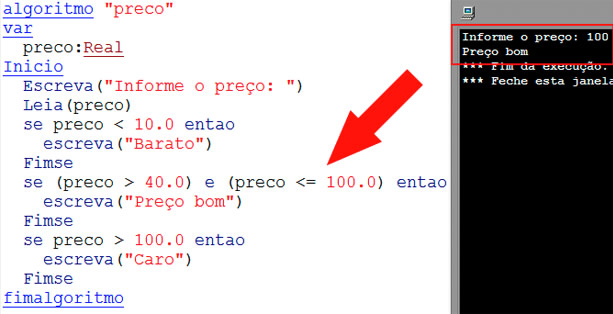 algoritmo "preco"
var
preco:Real
Inicio
Escreva("Informe o preço: ")
Leia(preco)
se preco < 10.0 entao
escreva("Barato")
Fimse
se (preco > 40.0) e (preco <= 100.0) entao
escreva("Preço bom")
Fimse
se preco > 100.0 entao
escreva("Caro")
Fimse
fimalgoritmo
Informe o preço: 100
Preço bom
*** Fim da execução.
*** Feche esta janela